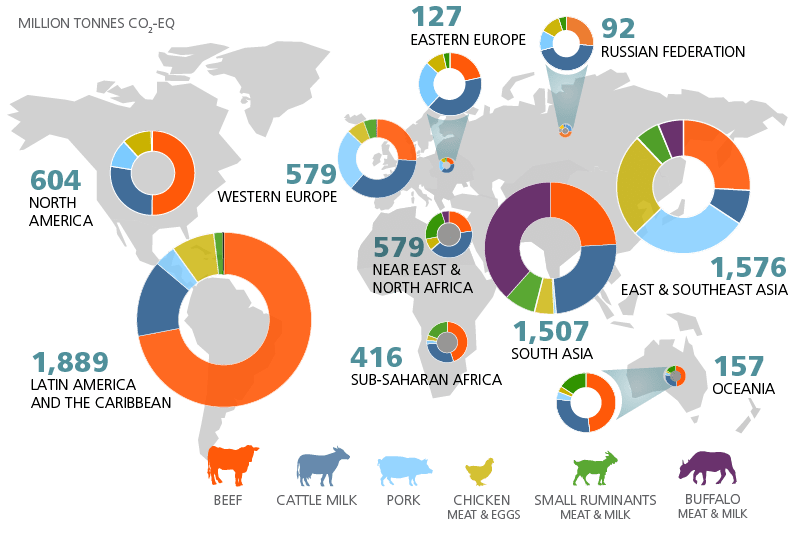 MILLION TONNES CO2-EQ
127
EASTERN EUROPE
92
RUSSIAN FEDERATION
604
NORTH
AMERICA
579
WESTERN EUROPE
579
NEAR EAST &
NORTH AFRICA
1,576
EAST & SOUTHEAST ASIA
1,889
LATIN AMERICA
AND THE CARIBBEAN
416
SUB-SAHARAN AFRICA
1,507
SOUTH ASIA
157
OCEANIA
BEEF
CATTLE MILK
PORK
CHICKEN
MEAT & EGGS
SMALL RUMINANTS
MEAT & MILK
BUFFALO
MEAT & MILK